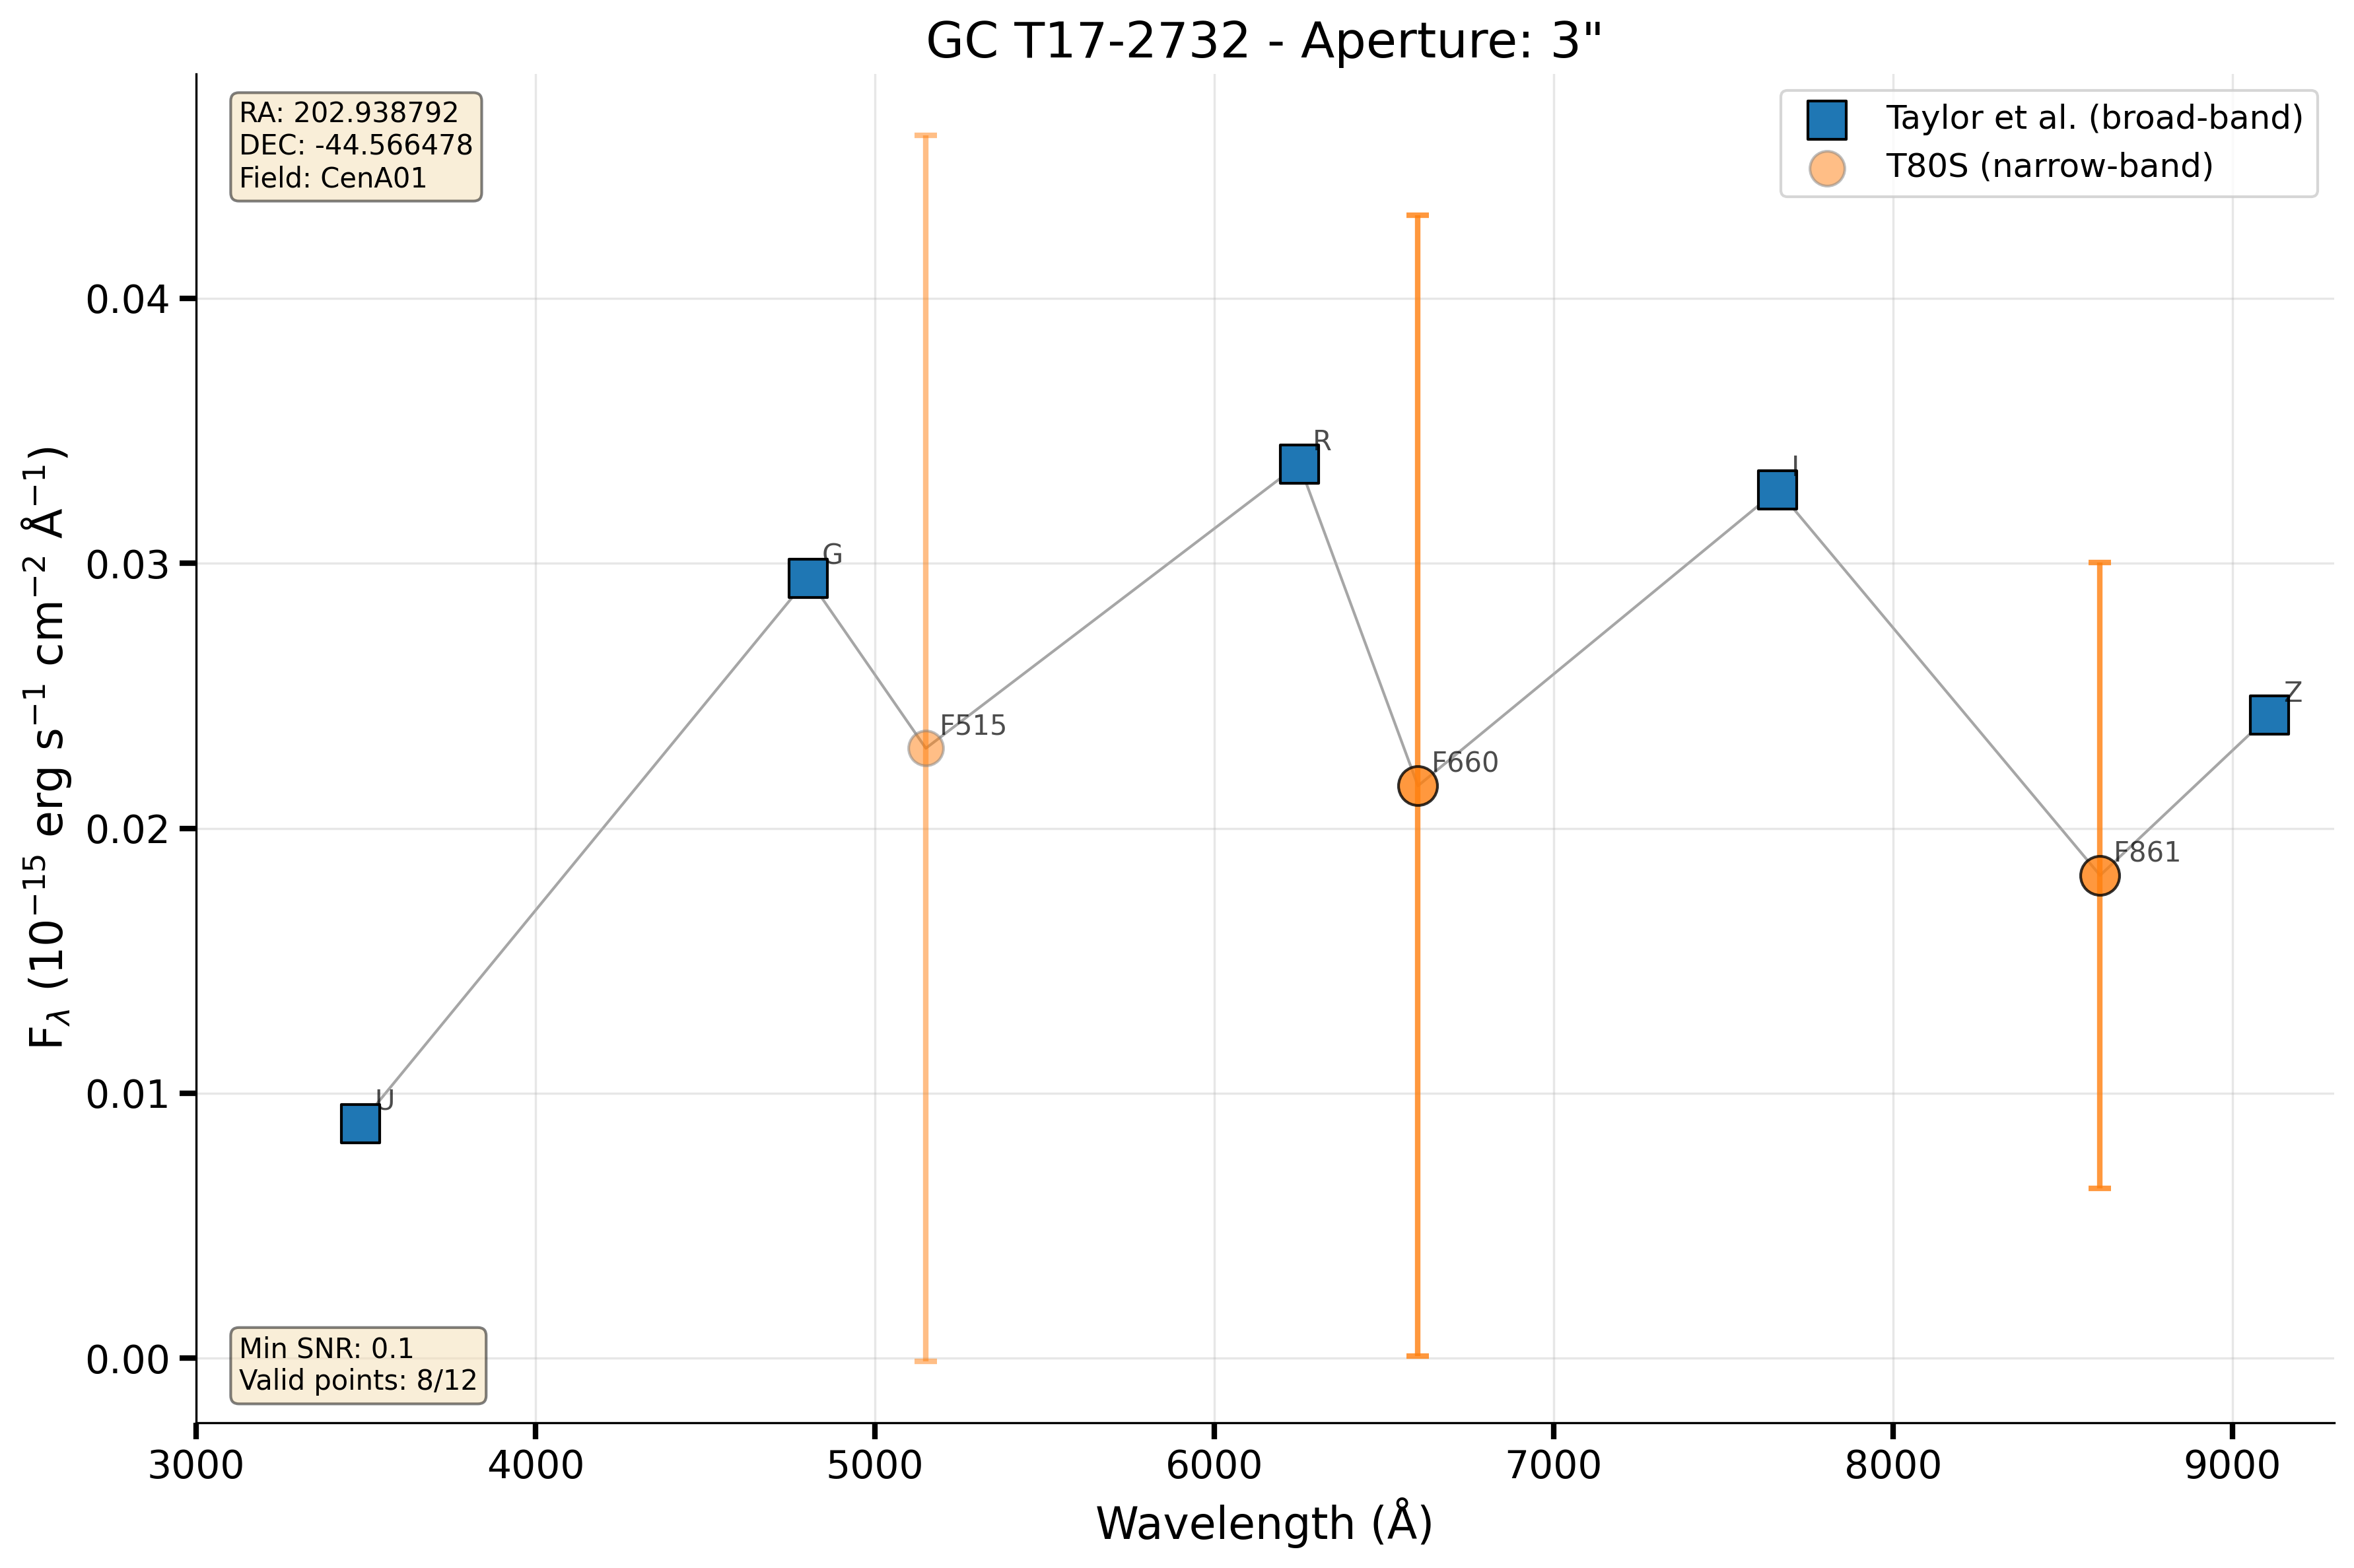 GC T17-2732 - Aperture: 3"
RA: 202.938792
DEC: -44.566478
Field: CenA01
Taylor et al. (broad-band)
T80S (narrow-band)
F_λ (10⁻¹⁵ erg s⁻¹ cm⁻² Å⁻¹)
0.04
0.03
0.02
0.01
0.00
U
G
F515
R
F660
I
F861
Z
Min SNR: 0.1
Valid points: 8/12
3000 4000 5000 6000 7000 8000 9000
Wavelength (Å)